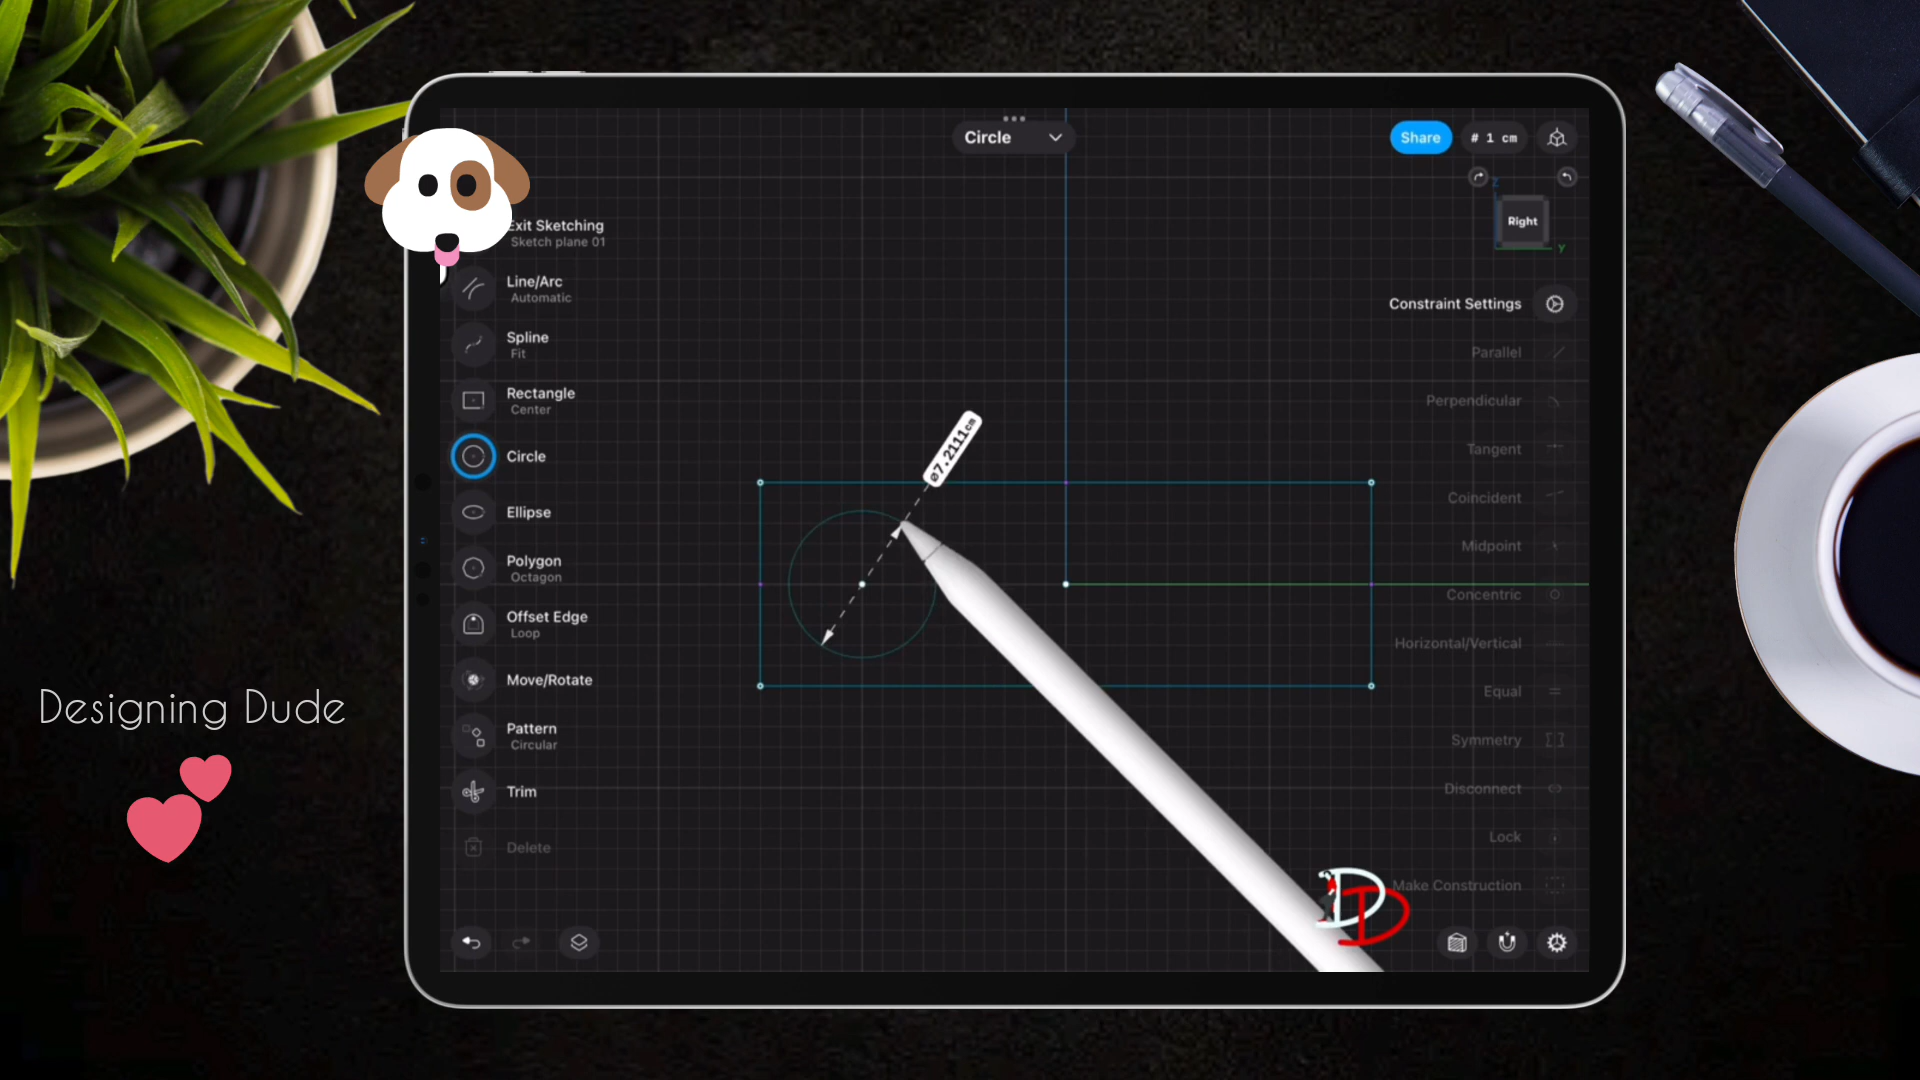 Circle
Share
# 1 cm
Z
Right
Y
Exit Sketching
Sketch plane 01
Line/Arc
Automatic
Spline
Fit
Rectangle
Center
Circle
Ellipse
Polygon
Octagon
Offset Edge
Loop
Move/Rotate
Pattern
Circular
Trim
Delete
⌀7.2111cm
Constraint Settings
Parallel
Perpendicular
Tangent
Coincident
Midpoint
Concentric
Horizontal/Vertical
Equal
Symmetry
Disconnect
Lock
Make Construction
Designing Dude
DD